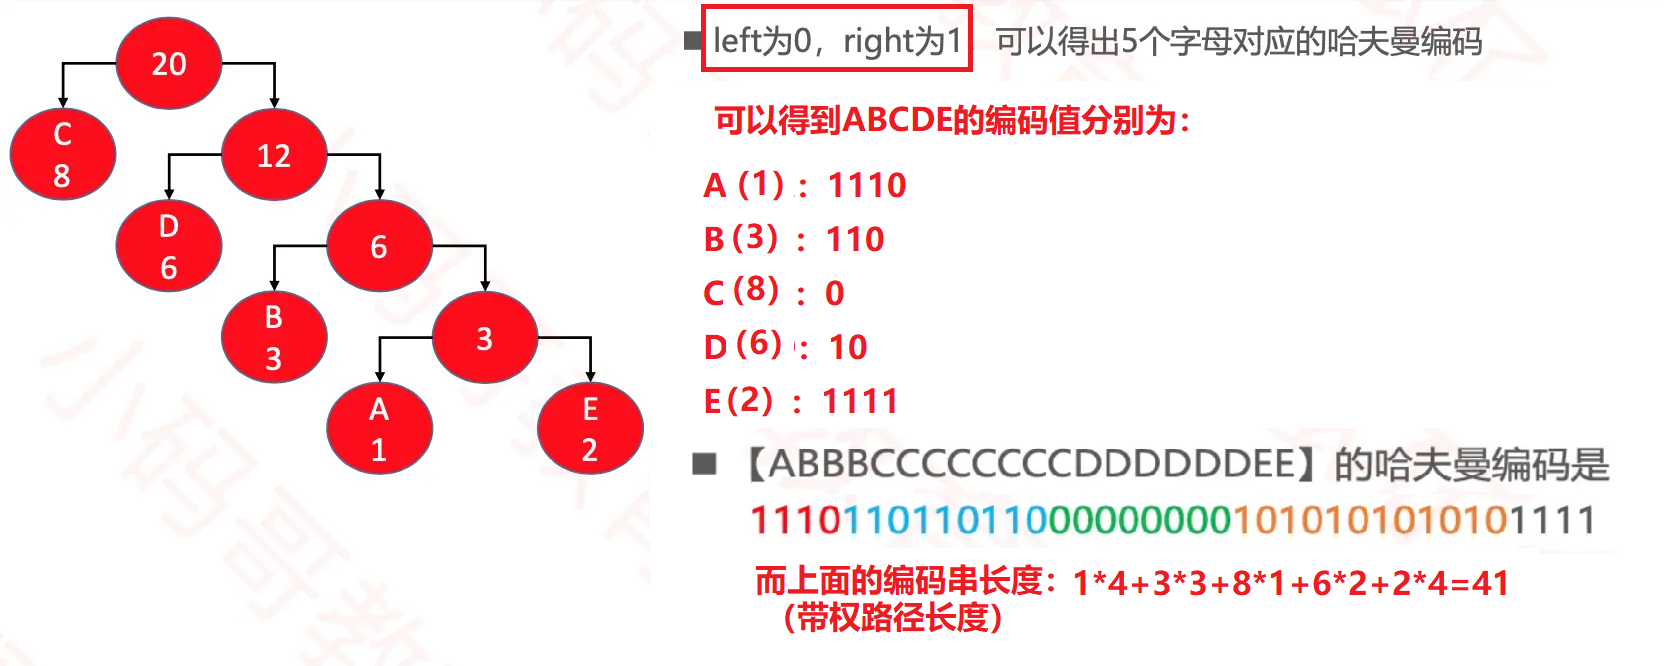 20
C
8
12
D
6
6
B
3
3
A
1
E
2
left为0，right为1 可以得出5个字母对应的哈夫曼编码
可以得到ABCDE的编码值分别为：
A（1）：1110
B（3）：110
C（8）：0
D（6）：10
E（2）：1111
【ABBBCCCCCCCCDDDDDDEE】的哈夫曼编码是
1110110110110000000001010101010101111
而上面的编码串长度：1*4+3*3+8*1+6*2+2*4=41
（带权路径长度）
小码哥教